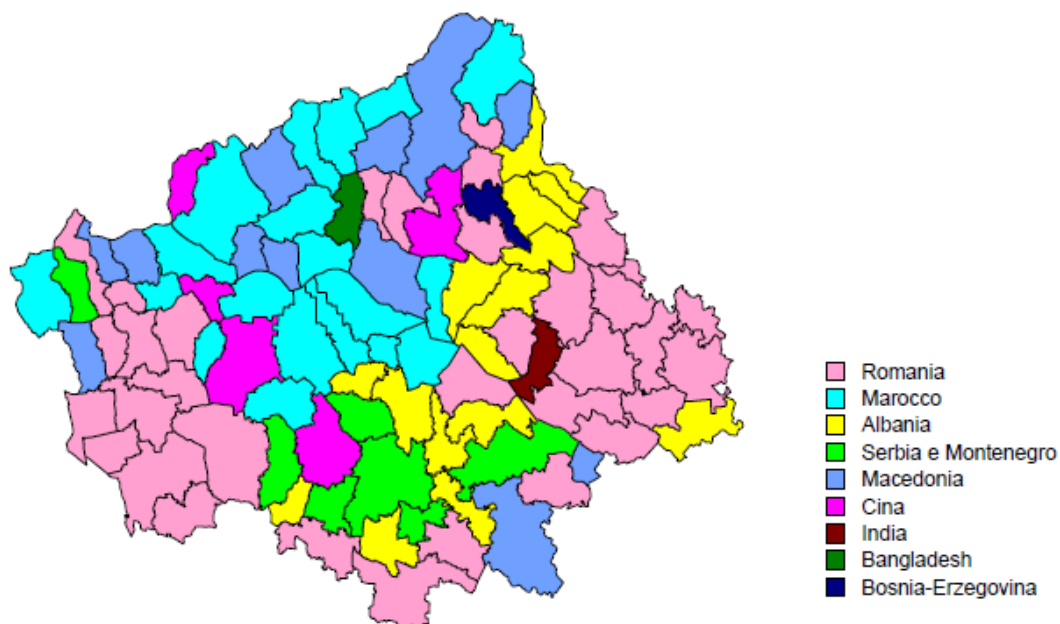 Romania
Marocco
Albania
Serbia e Montenegro
Macedonia
Cina
India
Bangladesh
Bosnia-Erzegovina